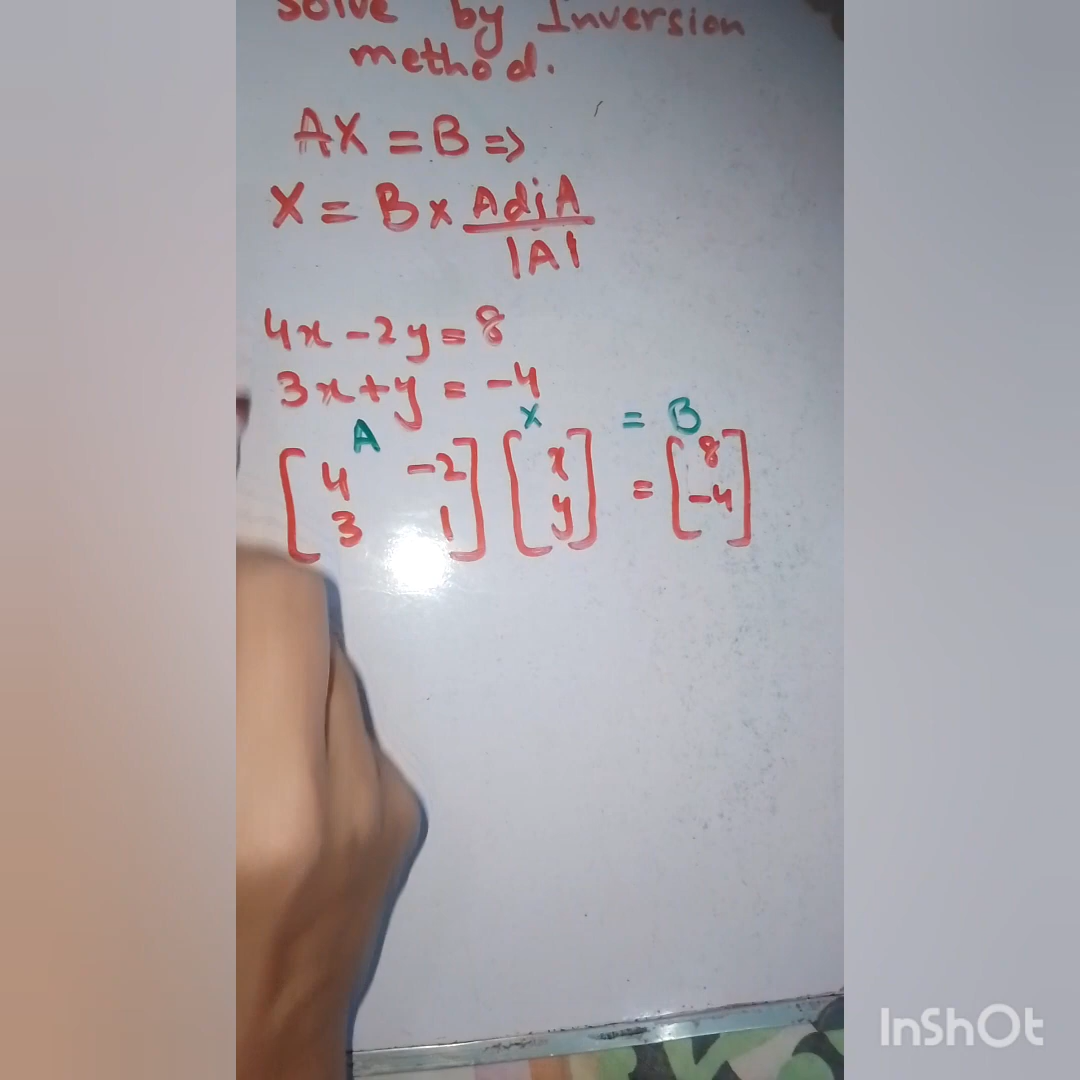 Solve by Inversion
method.
AX = B =>
X = B x AdjA
|A|
4x - 2y = 8
3x + y = -4
A X = B
[ 4 -2 ] [ x ] = [ 8 ]
[ 3 1 ] [ y ] [ -4 ]
InShOt